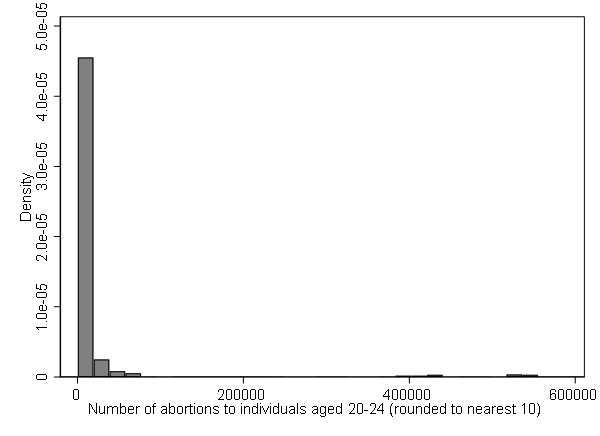 5.0e-05
4.0e-05
3.0e-05
2.0e-05
1.0e-05
0
Density
0 200000 400000 600000
Number of abortions to individuals aged 20-24 (rounded to nearest 10)